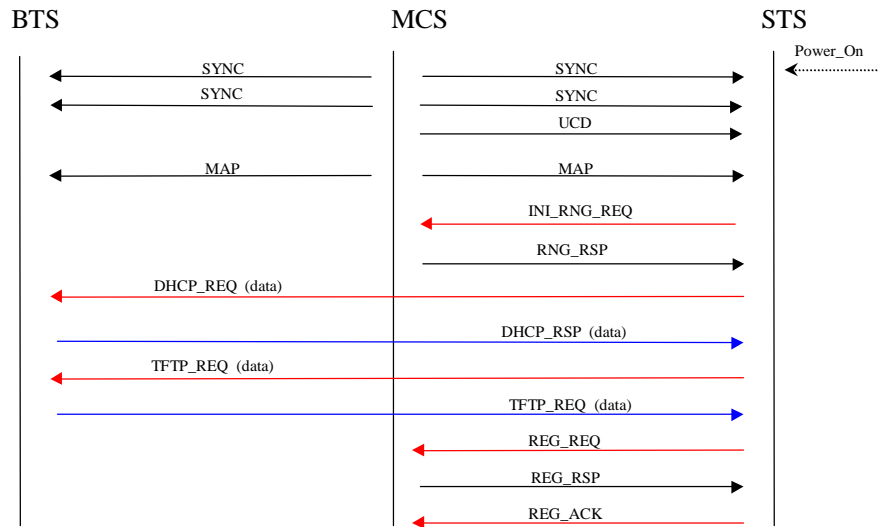 BTS
MCS
STS
Power_On
SYNC
SYNC
SYNC
SYNC
UCD
MAP
MAP
INI_RNG_REQ
RNG_RSP
DHCP_REQ (data)
DHCP_RSP (data)
TFTP_REQ (data)
TFTP_REQ (data)
REG_REQ
REG_RSP
REG_ACK